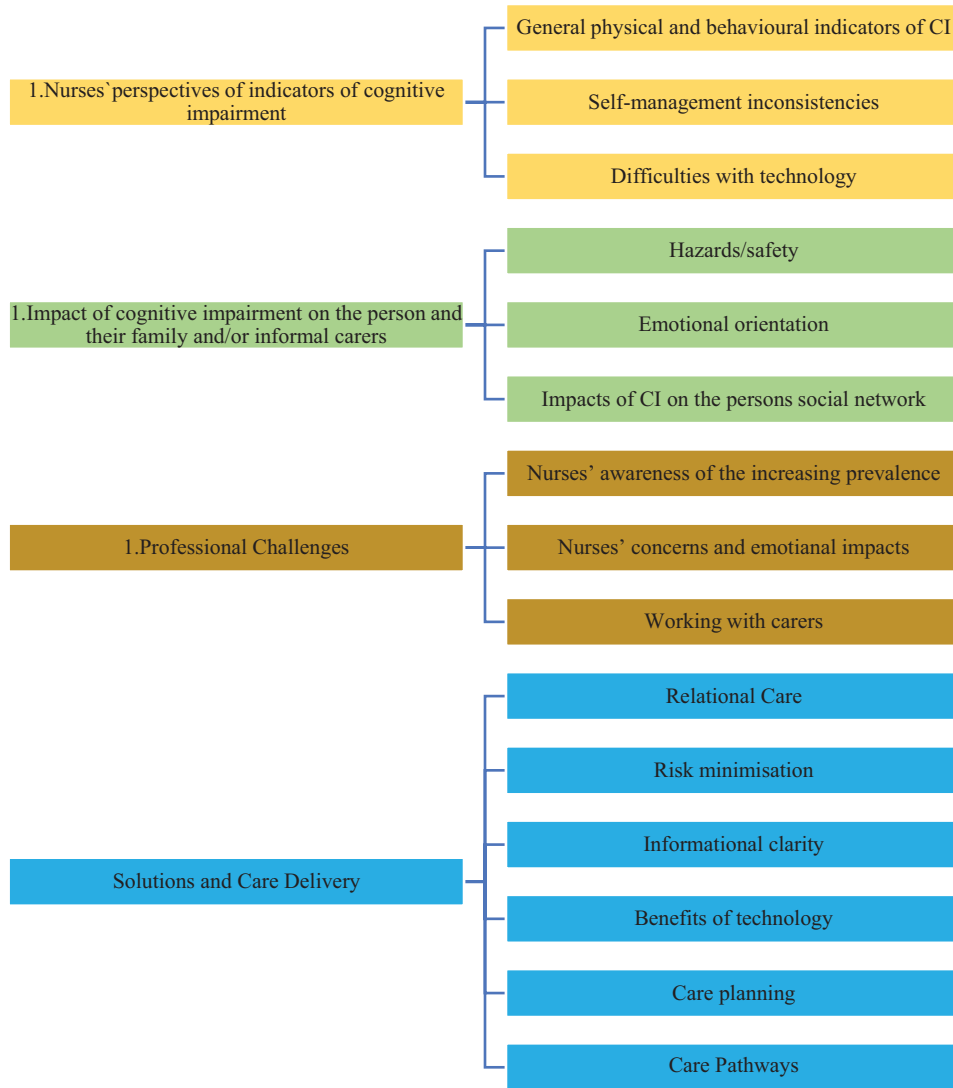 General physical and behavioural indicators of CI
1.Nurses`perspectives of indicators of cognitive
impairment
Self-management inconsistencies
Difficulties with technology
Hazards/safety
1.Impact of cognitive impairment on the person and
their family and/or informal carers
Emotional orientation
Impacts of CI on the persons social network
Nurses’ awareness of the increasing prevalence
1.Professional Challenges
Nurses’ concerns and emotianal impacts
Working with carers
Relational Care
Risk minimisation
Informational clarity
Solutions and Care Delivery
Benefits of technology
Care planning
Care Pathways